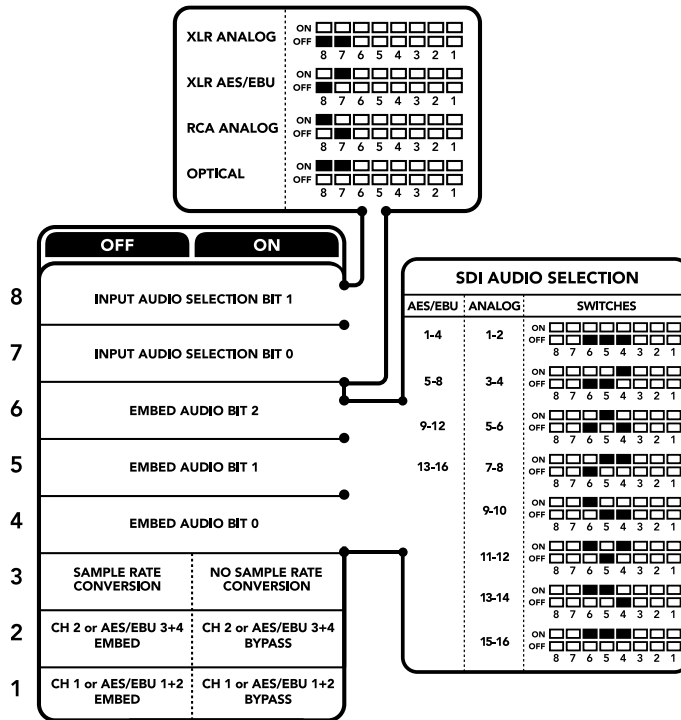 XLR ANALOG
ON
OFF
8 7 6 5 4 3 2 1
XLR AES/EBU
ON
OFF
8 7 6 5 4 3 2 1
RCA ANALOG
ON
OFF
8 7 6 5 4 3 2 1
OPTICAL
ON
OFF
8 7 6 5 4 3 2 1
OFF ON
8 INPUT AUDIO SELECTION BIT 1
7 INPUT AUDIO SELECTION BIT 0
6 EMBED AUDIO BIT 2
5 EMBED AUDIO BIT 1
4 EMBED AUDIO BIT 0
3 SAMPLE RATE CONVERSION NO SAMPLE RATE CONVERSION
2 CH 2 or AES/EBU 3+4 EMBED CH 2 or AES/EBU 3+4 BYPASS
1 CH 1 or AES/EBU 1+2 EMBED CH 1 or AES/EBU 1+2 BYPASS
SDI AUDIO SELECTION
AES/EBU ANALOG SWITCHES
1-4 1-2 ON
OFF
8 7 6 5 4 3 2 1
5-8 3-4 ON
OFF
8 7 6 5 4 3 2 1
9-12 5-6 ON
OFF
8 7 6 5 4 3 2 1
13-16 7-8 ON
OFF
8 7 6 5 4 3 2 1
9-10 ON
OFF
8 7 6 5 4 3 2 1
11-12 ON
OFF
8 7 6 5 4 3 2 1
13-14 ON
OFF
8 7 6 5 4 3 2 1
15-16 ON
OFF
8 7 6 5 4 3 2 1